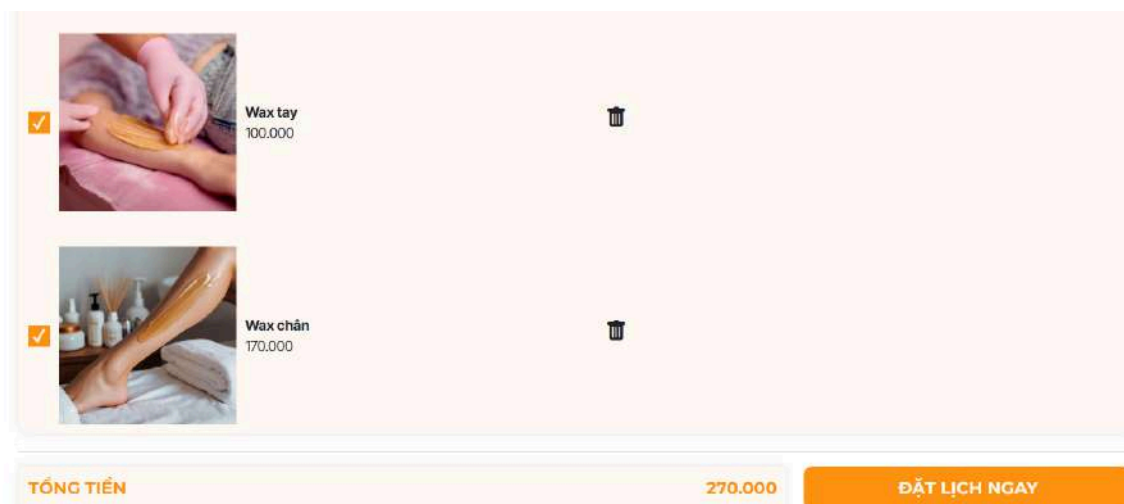 Wax tay
100.000
Wax chân
170.000
TỔNG TIỀN
270.000
ĐẶT LỊCH NGAY